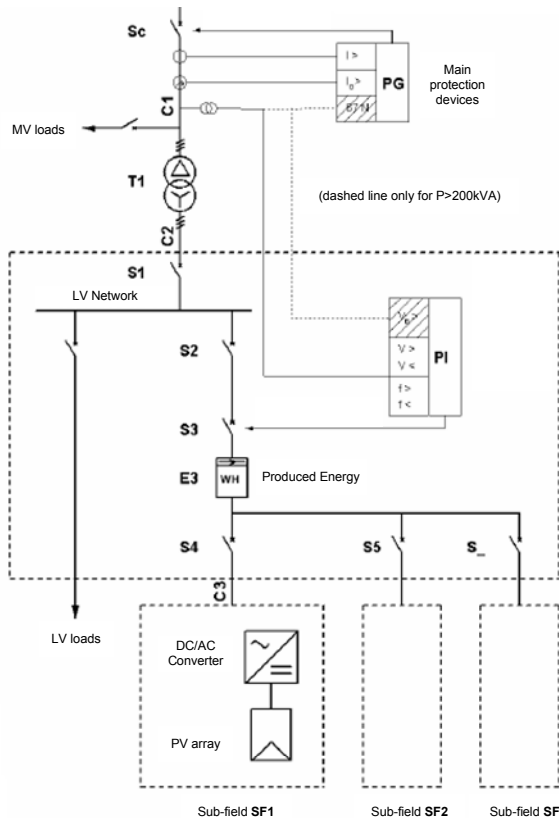 Sc
I >
I₀ >
67N
PG
Main
protection
devices
C1
MV loads
T1
(dashed line only for P>200kVA)
C2
S1
LV Network
V₀ >
V >
V <
f >
f <
PI
S2
S3
E3
WH
Produced Energy
S4
S5
S_
C3
LV loads
DC/AC
Converter
PV array
Sub-field SF1
Sub-field SF2
Sub-field SF